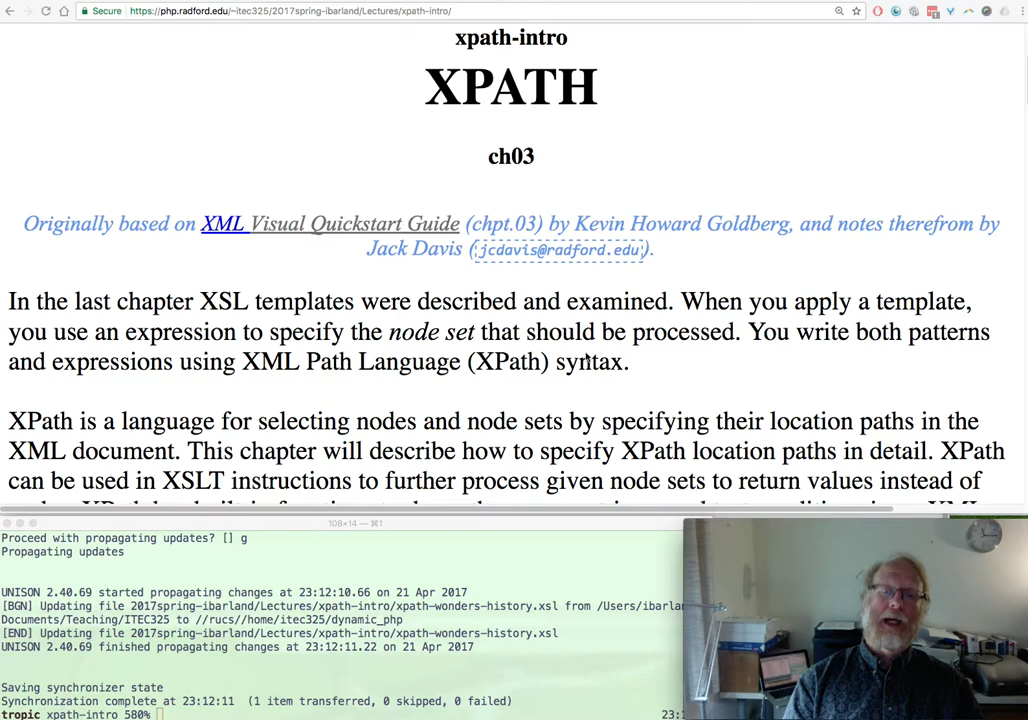 Secure https://php.radford.edu/~itec325/2017spring-ibarland/Lectures/xpath-intro/
xpath-intro
XPATH
ch03
Originally based on XML Visual Quickstart Guide (chpt.03) by Kevin Howard Goldberg, and notes therefrom by
Jack Davis (jcdavis@radford.edu).
In the last chapter XSL templates were described and examined. When you apply a template,
you use an expression to specify the node set that should be processed. You write both patterns
and expressions using XML Path Language (XPath) syntax.
XPath is a language for selecting nodes and node sets by specifying their location paths in the
XML document. This chapter will describe how to specify XPath location paths in detail. XPath
can be used in XSLT instructions to further process given node sets to return values instead of
108×14 — ⌘1
Proceed with propagating updates? [] g
Propagating updates
UNISON 2.40.69 started propagating changes at 23:12:10.66 on 21 Apr 2017
[BGN] Updating file 2017spring-ibarland/Lectures/xpath-intro/xpath-wonders-history.xsl from /Users/ibarlan
Documents/Teaching/ITEC325 to //rucs//home/itec325/dynamic_php
[END] Updating file 2017spring-ibarland/Lectures/xpath-intro/xpath-wonders-history.xsl
UNISON 2.40.69 finished propagating changes at 23:12:11.22 on 21 Apr 2017
Saving synchronizer state
Synchronization complete at 23:12:11 (1 item transferred, 0 skipped, 0 failed)
tropic xpath-intro 580% 23:1